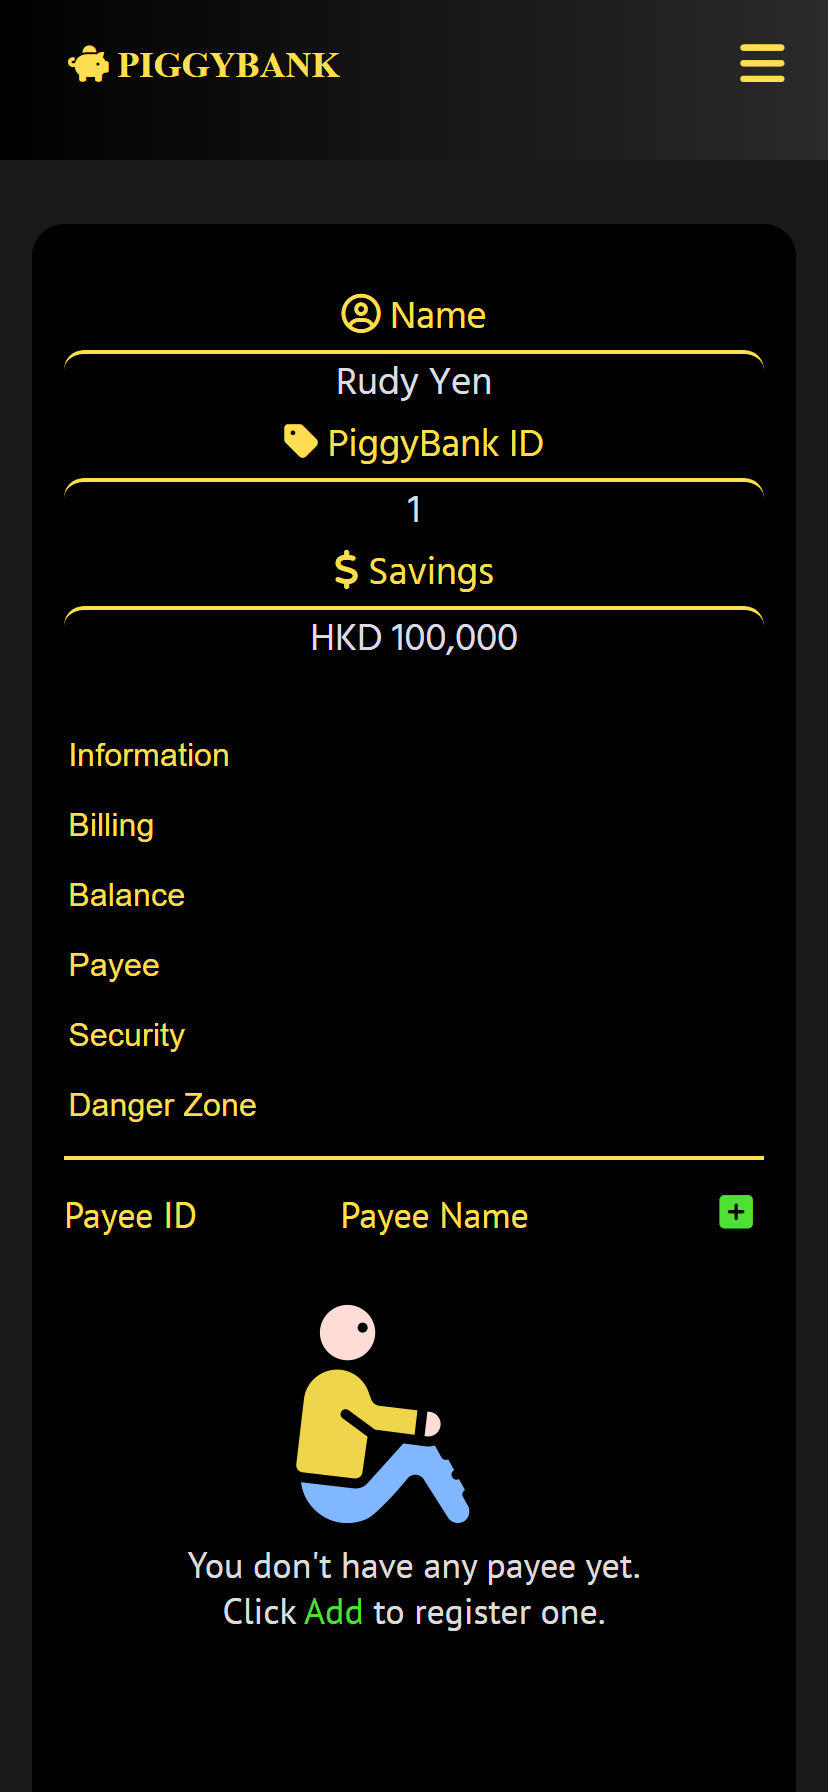 PIGGYBANK
Name
Rudy Yen
PiggyBank ID
1
$ Savings
HKD 100,000
Information
Billing
Balance
Payee
Security
Danger Zone
Payee ID Payee Name
You don't have any payee yet.
Click Add to register one.